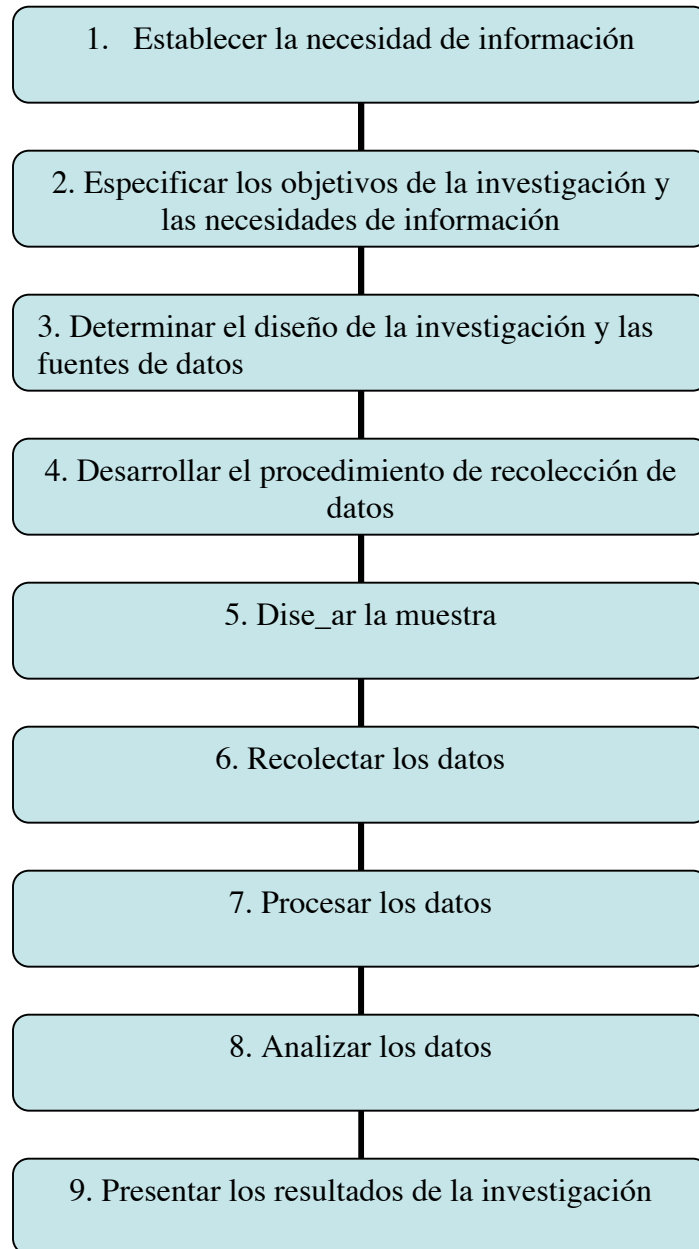 1. Establecer la necesidad de información
2. Especificar los objetivos de la investigación y
las necesidades de información
3. Determinar el diseño de la investigación y las
fuentes de datos
4. Desarrollar el procedimiento de recolección de
datos
5. Dise_ar la muestra
6. Recolectar los datos
7. Procesar los datos
8. Analizar los datos
9. Presentar los resultados de la investigación